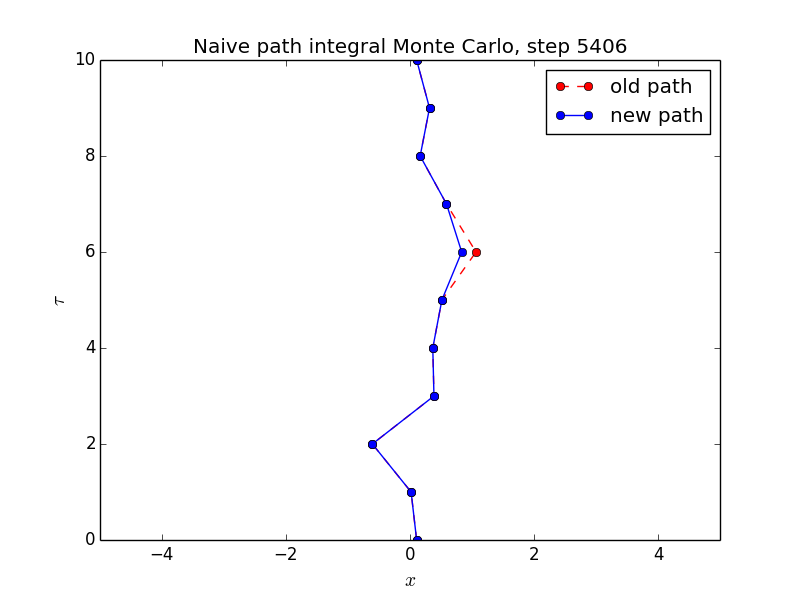 Naive path integral Monte Carlo, step 5406
old path
new path
10
8
6
4
2
0
τ
−4 −2 0 2 4
x